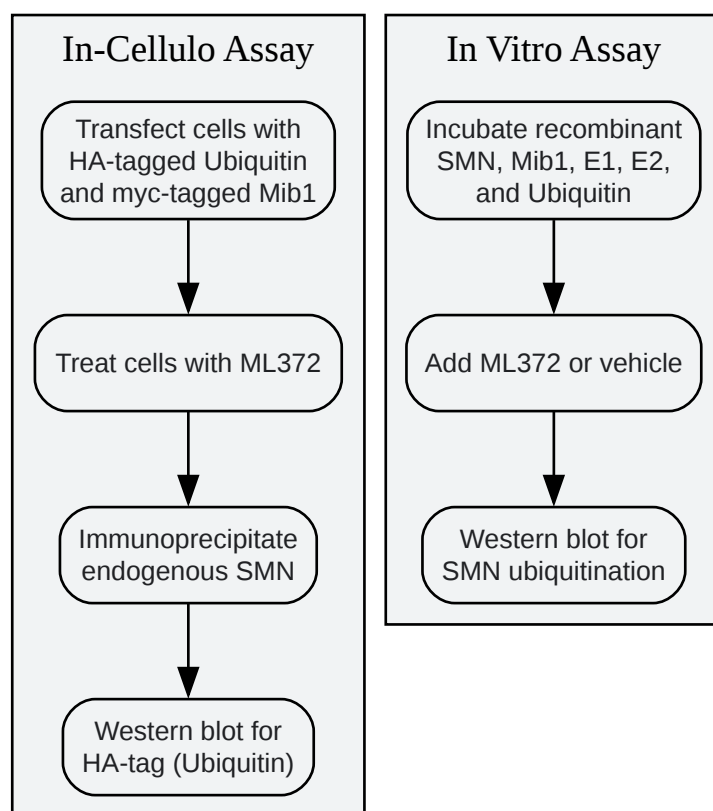 In-Cellulo Assay
Transfect cells with
HA-tagged Ubiquitin
and myc-tagged Mib1
Treat cells with ML372
Immunoprecipitate
endogenous SMN
Western blot for
HA-tag (Ubiquitin)
In Vitro Assay
Incubate recombinant
SMN, Mib1, E1, E2,
and Ubiquitin
Add ML372 or vehicle
Western blot for
SMN ubiquitination